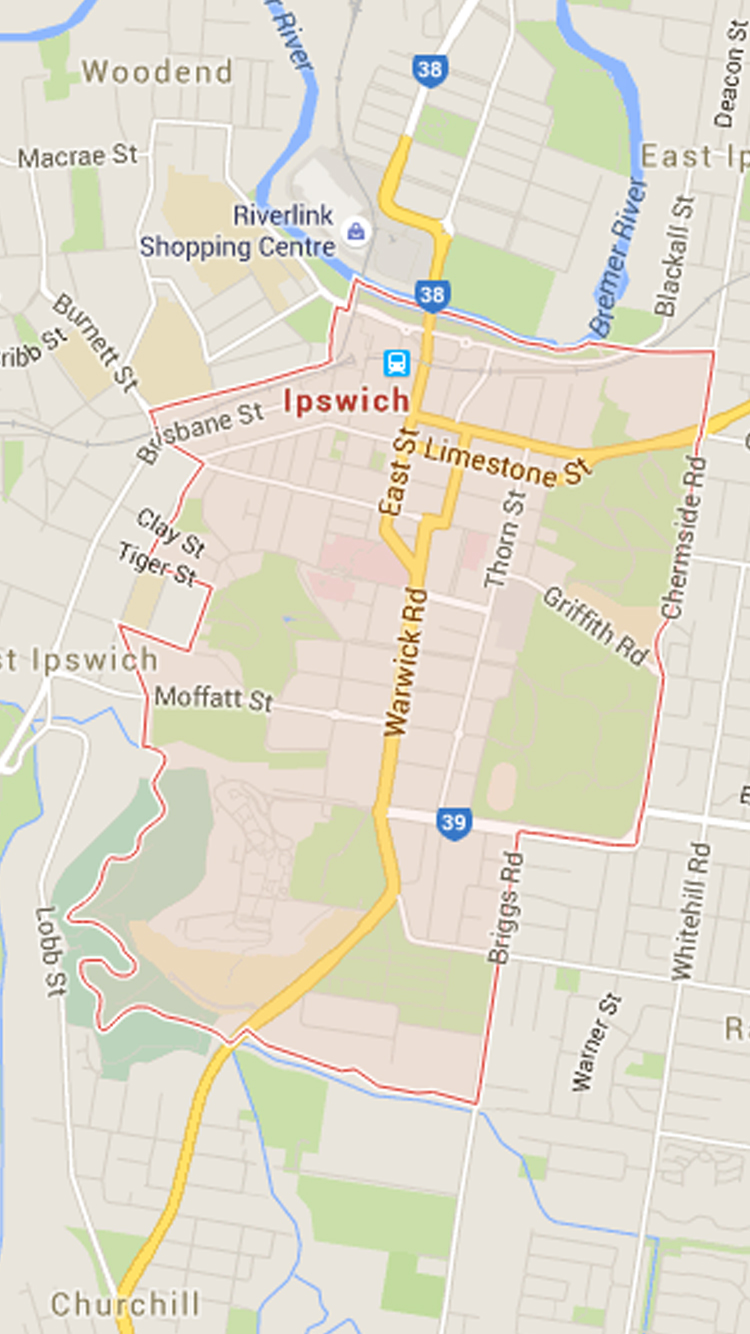 r River
38
Woodend
Deacon St
Macrae St
East Ip
Riverlink
Shopping Centre
Bremer River
Blackall St
38
Burnett St
ribb St
Ipswich
Brisbane St
Limestone St
East St
Chermside Rd
Clay St
Thorn St
Tiger St
Griffith Rd
st Ipswich
Warwick Rd
Moffatt St
39
Briggs Rd
Whitehill Rd
Lobb St
Warner St
R
Churchill